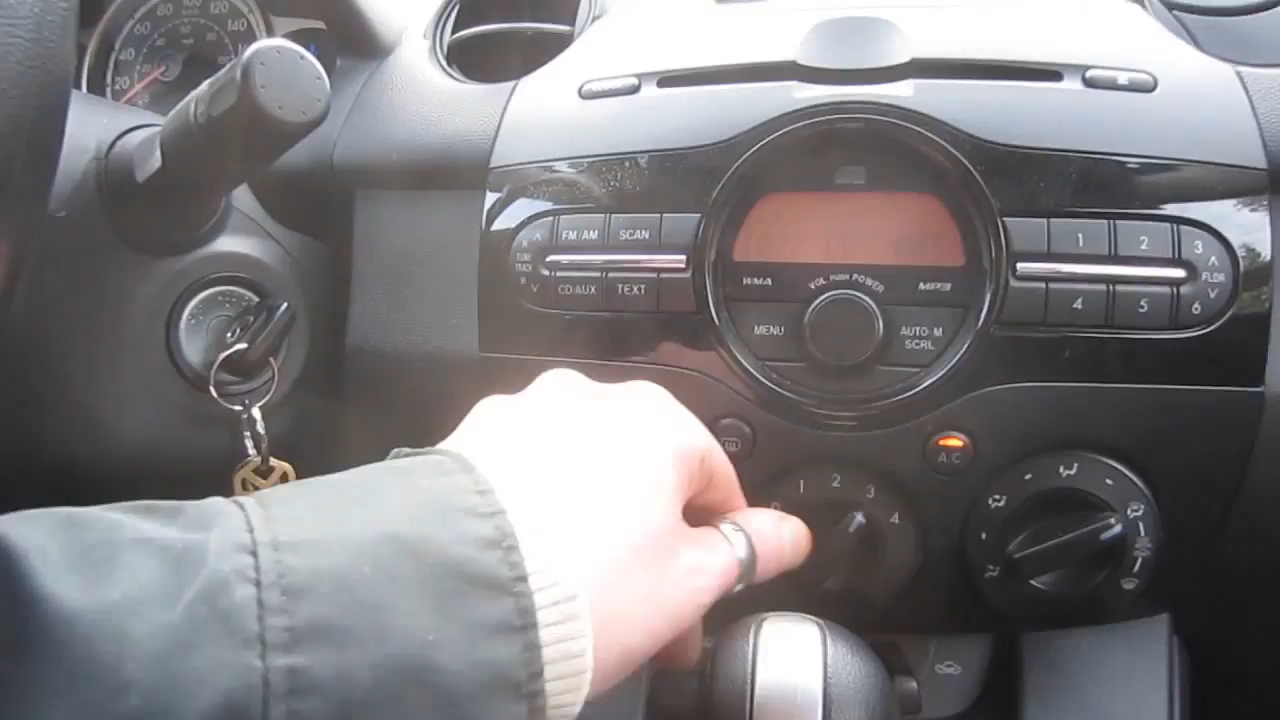 20
40
60
80
100
120
140
FM/AM
SCAN
TUNE
TRACK
CD/AUX
TEXT
WMA
VOL PUSH POWER
MP3
MENU
AUTO-M
SCRL
1
2
3
FLDR
4
5
6
A/C
0
1
2
3
4